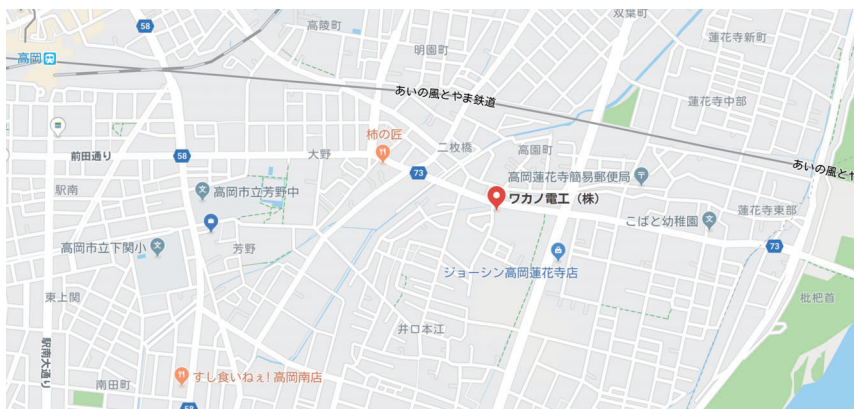 双葉町
58
高陵町
明園町
蓮花寺新町
高岡
あいの風とやま鉄道
蓮花寺中部
柿の匠
二枚橋
高園町
前田通り
58
大野
あいの風とや
73
高岡蓮花寺簡易郵便局
駅南
高岡市立芳野中
ワカノ電工(株)
こばと幼稚園
蓮花寺東部
高岡市立下関小
芳野
73
ジョーシン高岡蓮花寺店
東上関
枇杷首
井口本江
駅南大通り
すし食いねぇ! 高岡南店
南田町
58